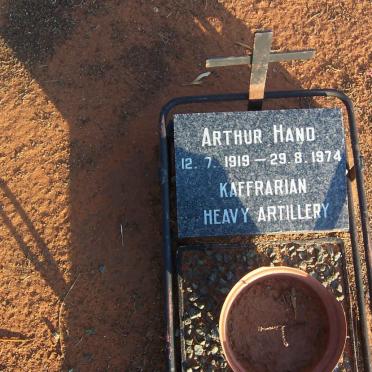 ARTHUR HAND
12. 7. 1919 — 29. 8. 1974
KAFFRARIAN
HEAVY ARTILLERY